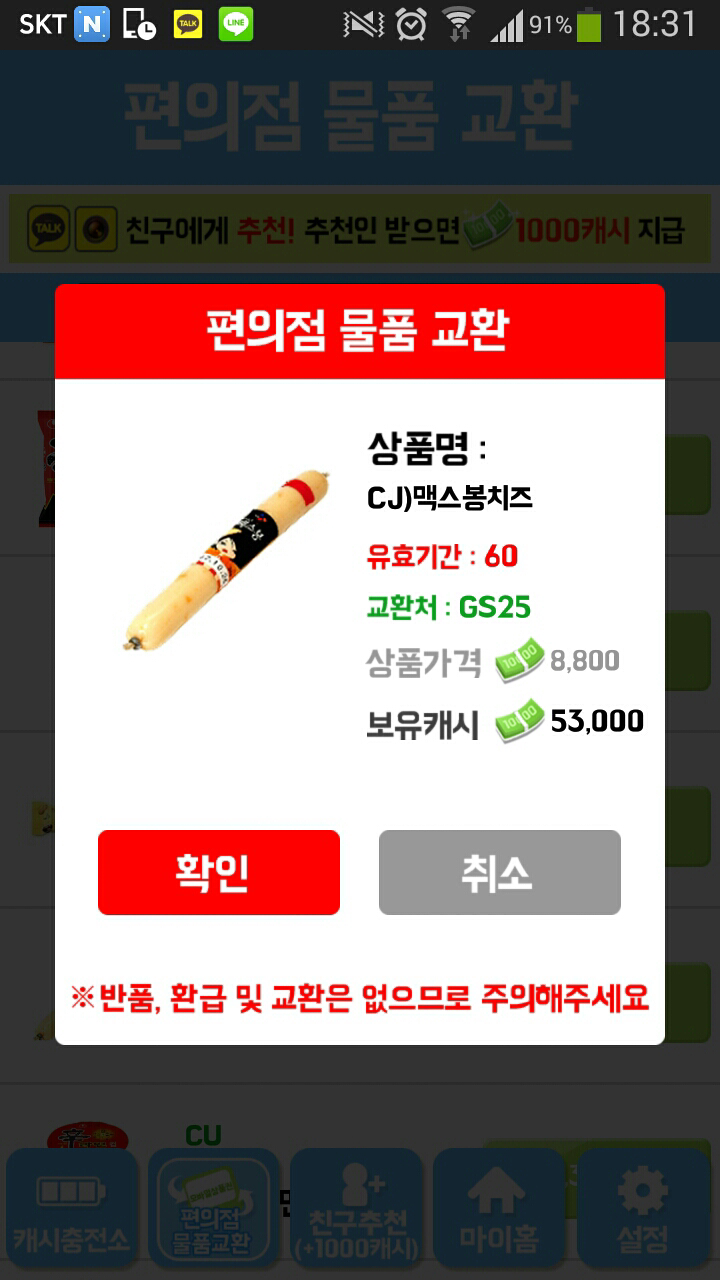 SKT N TALK LINE 91% 18:31
편의점 물품 교환
TALK 친구에게 추천! 추천인 받으면 1000캐시 지급
편의점 물품 교환
상품명 :
CJ)맥스봉치즈
유효기간 : 60
교환처 : GS25
상품가격 8,800
보유캐시 53,000
확인 취소
※반품, 환급 및 교환은 없으므로 주의해주세요
CU
캐시충전소
편의점
물품교환
친구추천
(+1000캐시)
마이홈
설정